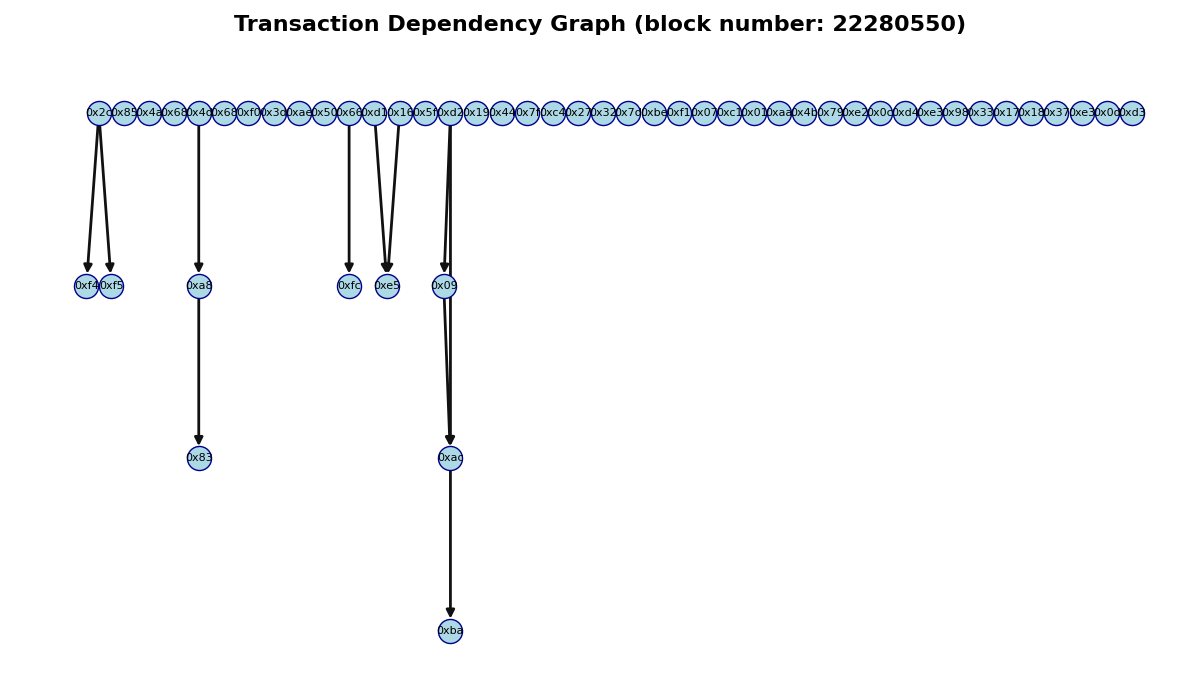 Transaction Dependency Graph (block number: 22280550)
0x2c 0x85 0x4a 0x68 0x4c 0x68 0xf0 0x3c 0xae 0x50 0x66 0xd1 0x16 0x5f 0xd2 0x19 0x44 0x7f 0xc4 0x27 0x32 0x7c 0xbe 0xf1 0x07 0xc1 0x01 0xaa 0x4b 0x79 0xe2 0x0c 0xd4 0xe3 0x98 0x33 0x17 0x18 0x37 0xe3 0x0d 0xd3
0xf4 0xf5 0xa8 0xfc 0xe5 0x09
0x83 0xac
0xba